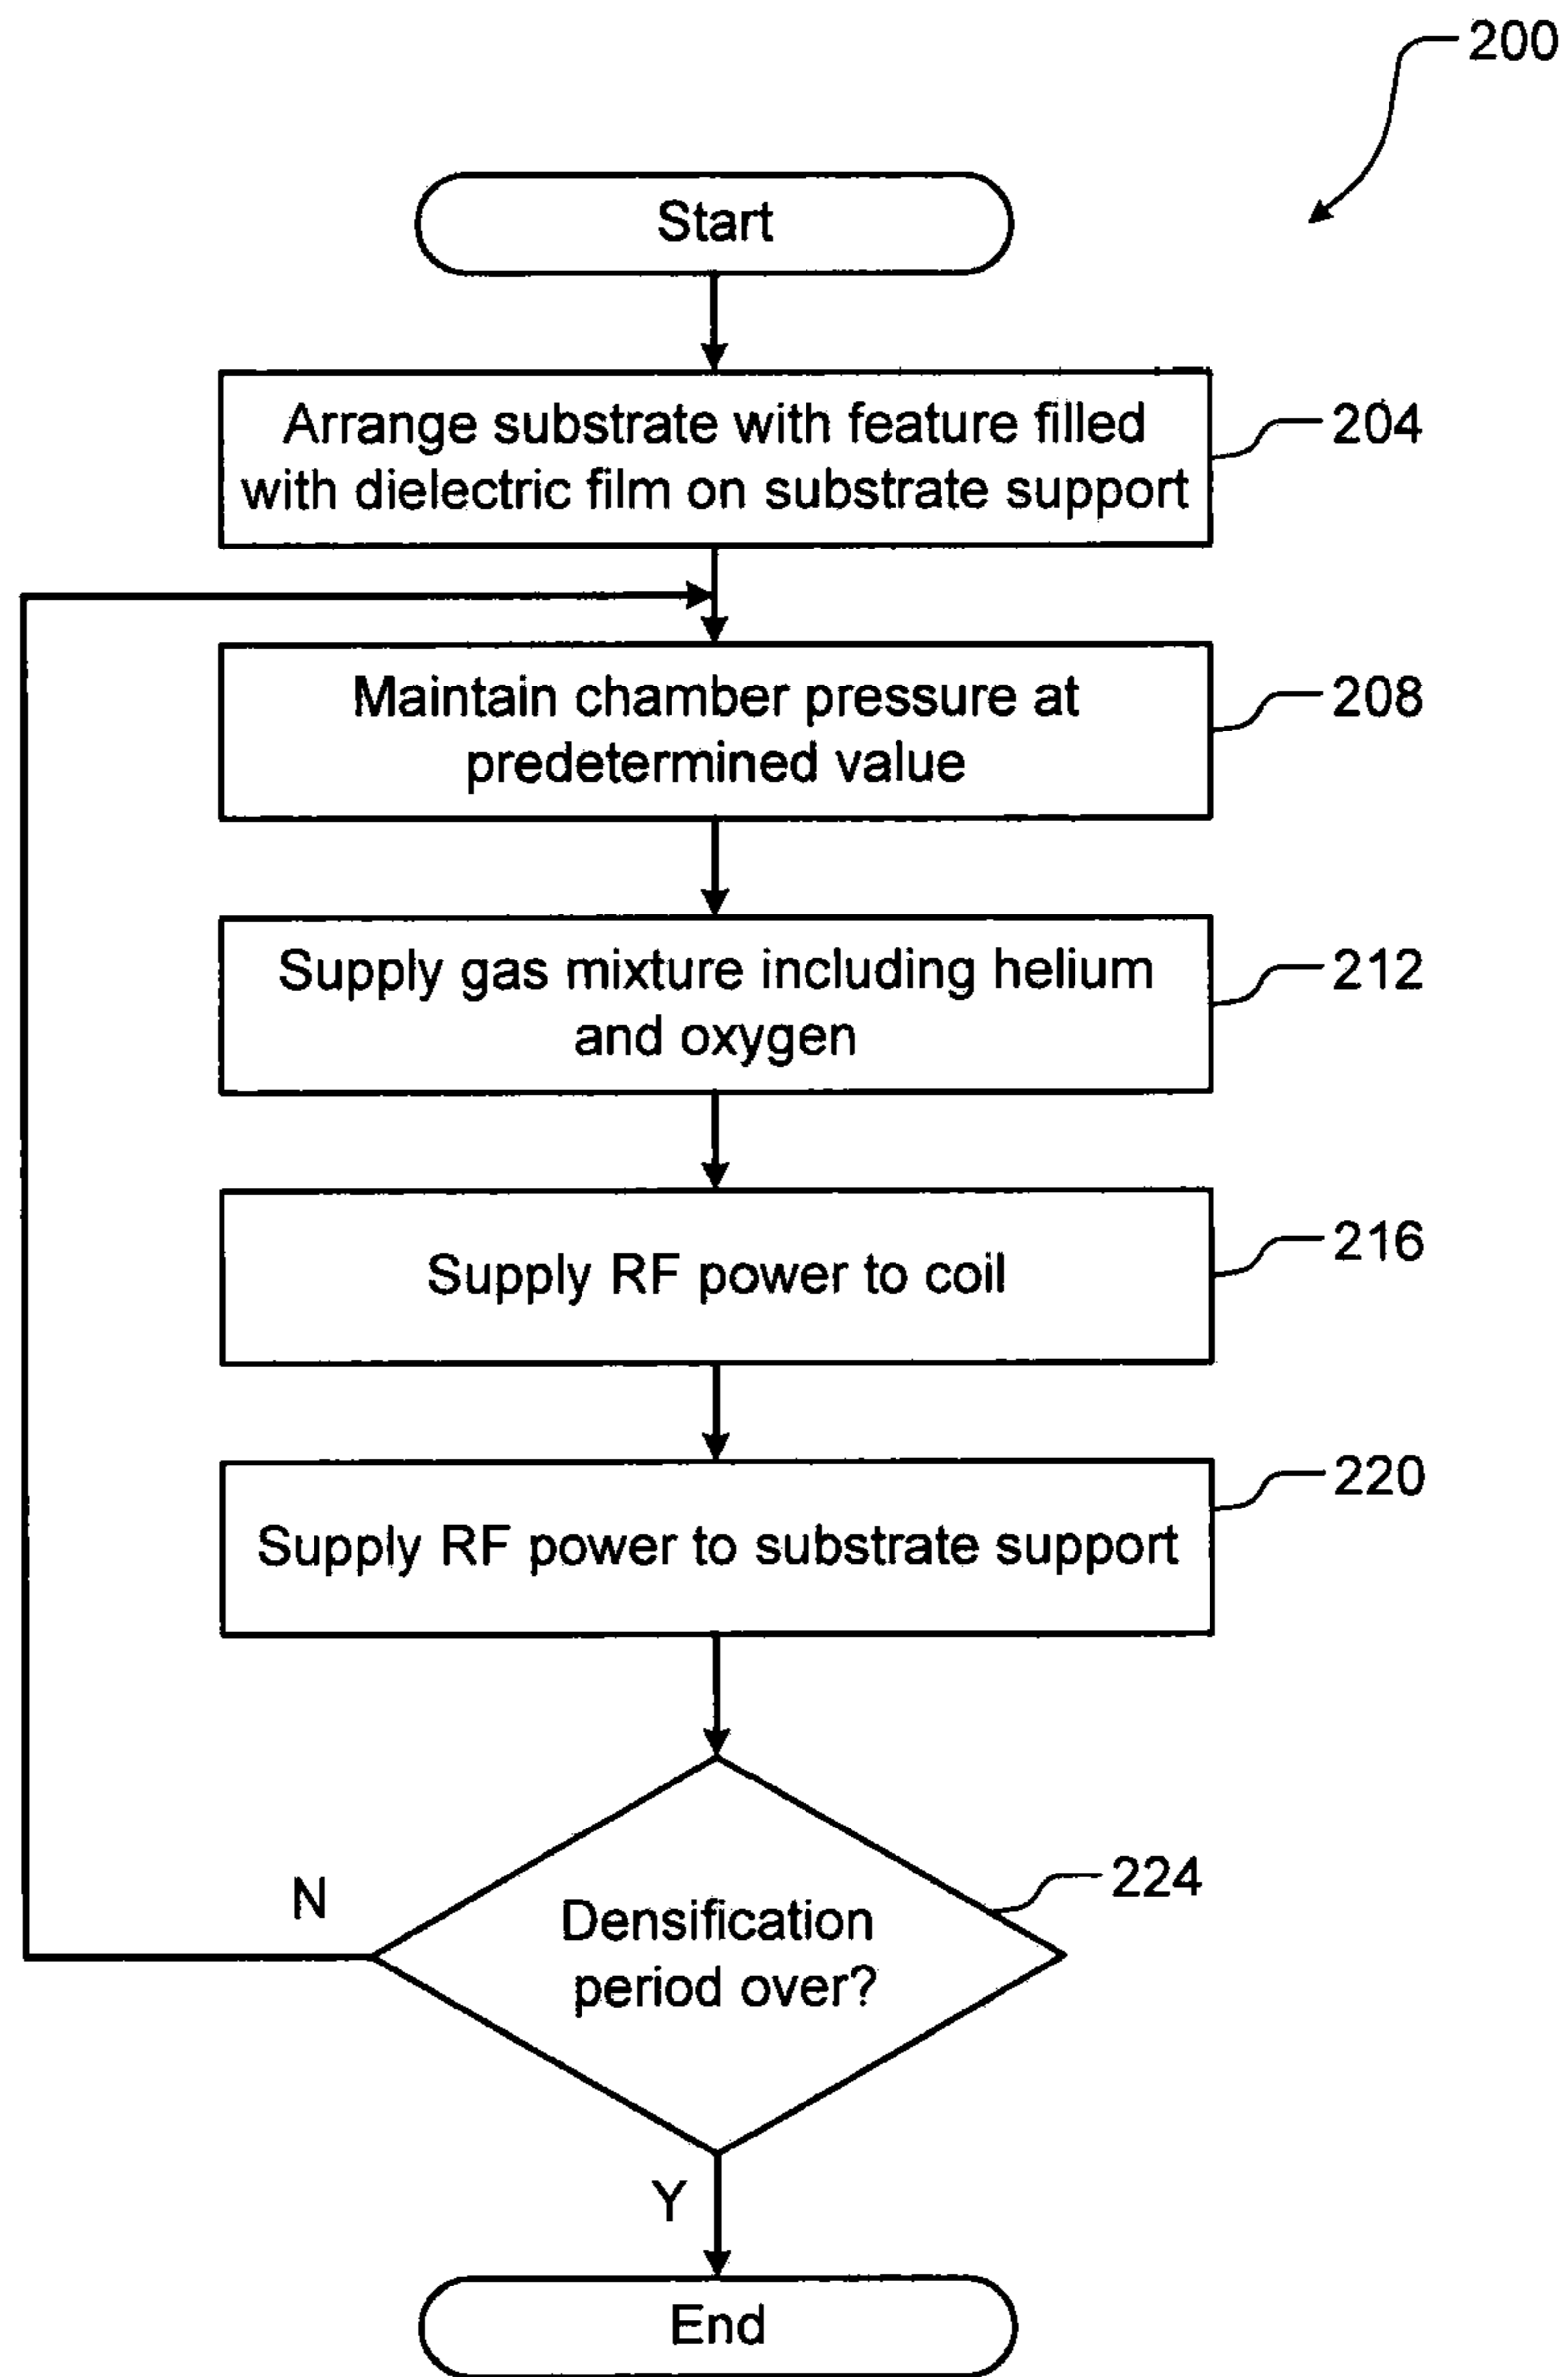 200
Start
Arrange substrate with feature filled
with dielectric film on substrate support
204
Maintain chamber pressure at
predetermined value
208
Supply gas mixture including helium
and oxygen
212
Supply RF power to coil
216
Supply RF power to substrate support
220
Densification
period over?
224
N
Y
End